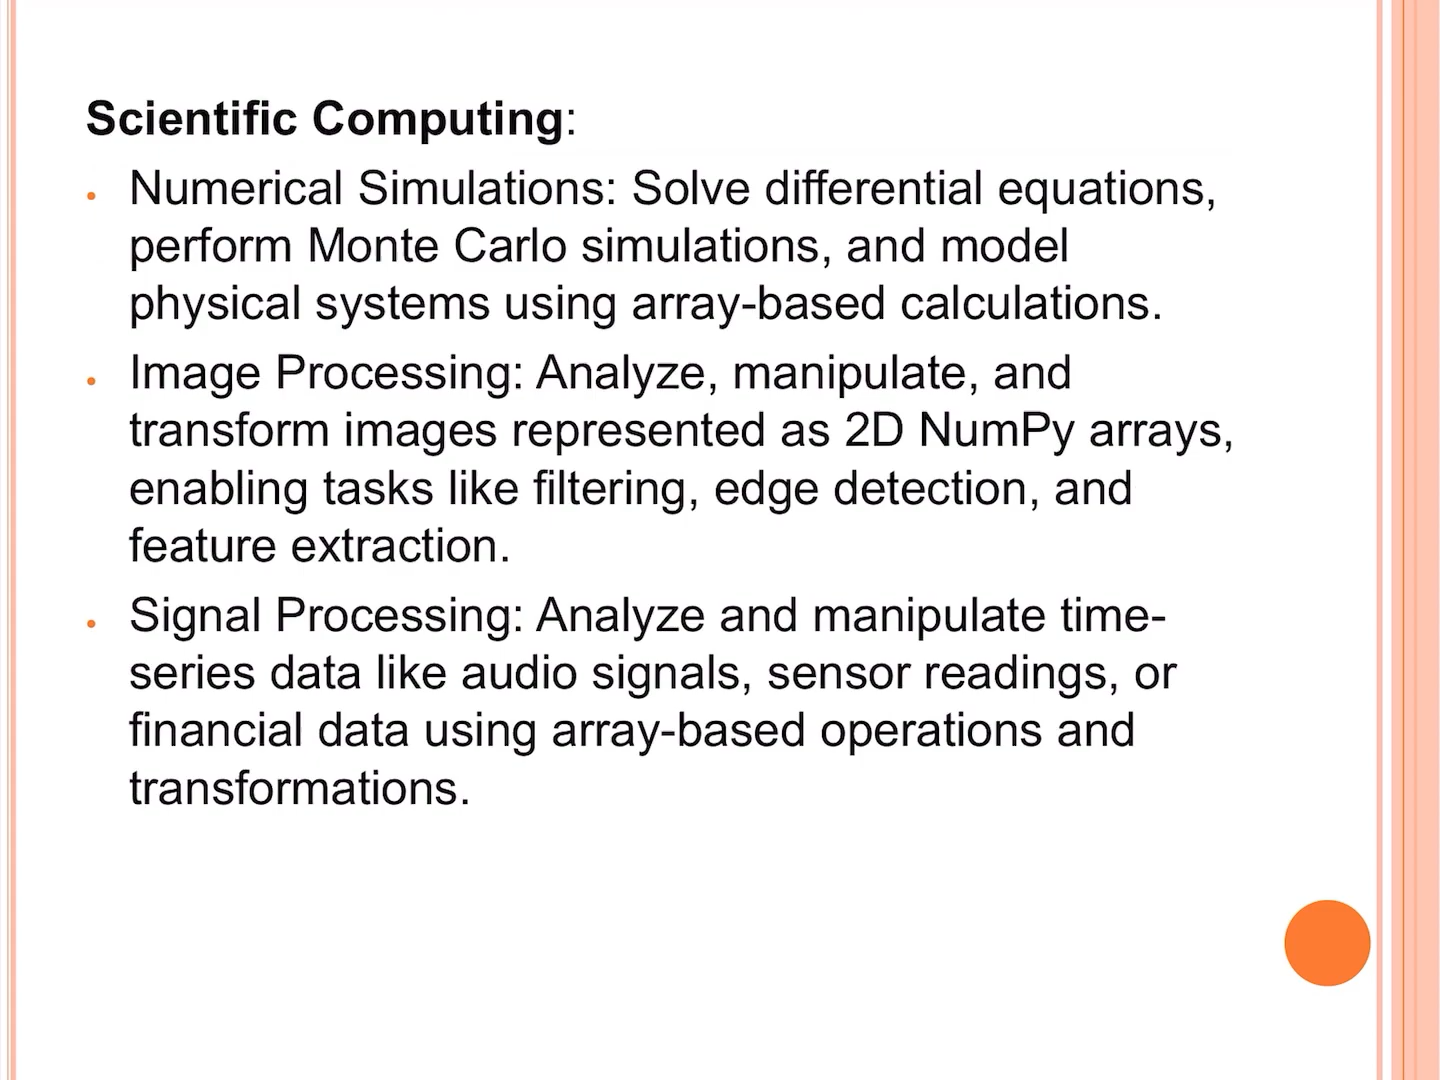 Scientific Computing:
• Numerical Simulations: Solve differential equations,
perform Monte Carlo simulations, and model
physical systems using array-based calculations.
• Image Processing: Analyze, manipulate, and
transform images represented as 2D NumPy arrays,
enabling tasks like filtering, edge detection, and
feature extraction.
• Signal Processing: Analyze and manipulate time-
series data like audio signals, sensor readings, or
financial data using array-based operations and
transformations.